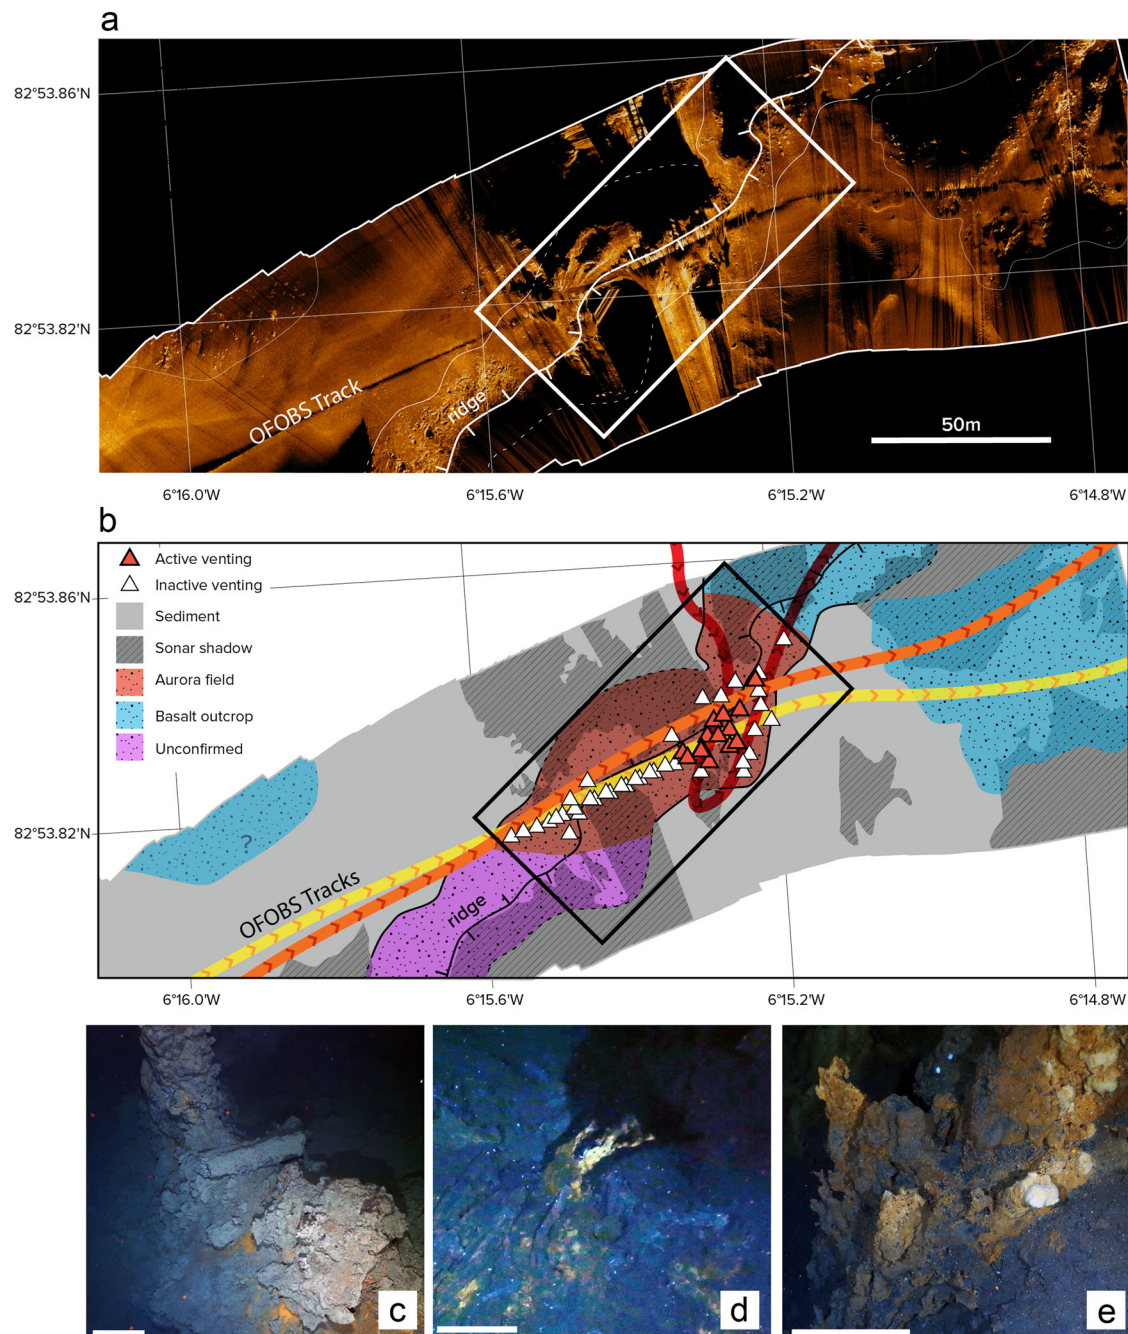 a
82°53.86'N
82°53.82'N
OFOBS Track
ridge
50m
6°16.0'W
6°15.6'W
6°15.2'W
6°14.8'W
b
Active venting
Inactive venting
Sediment
Sonar shadow
Aurora field
Basalt outcrop
Unconfirmed
82°53.86'N
82°53.82'N
?
OFOBS Tracks
ridge
6°16.0'W
6°15.6'W
6°15.2'W
6°14.8'W
c
d
e